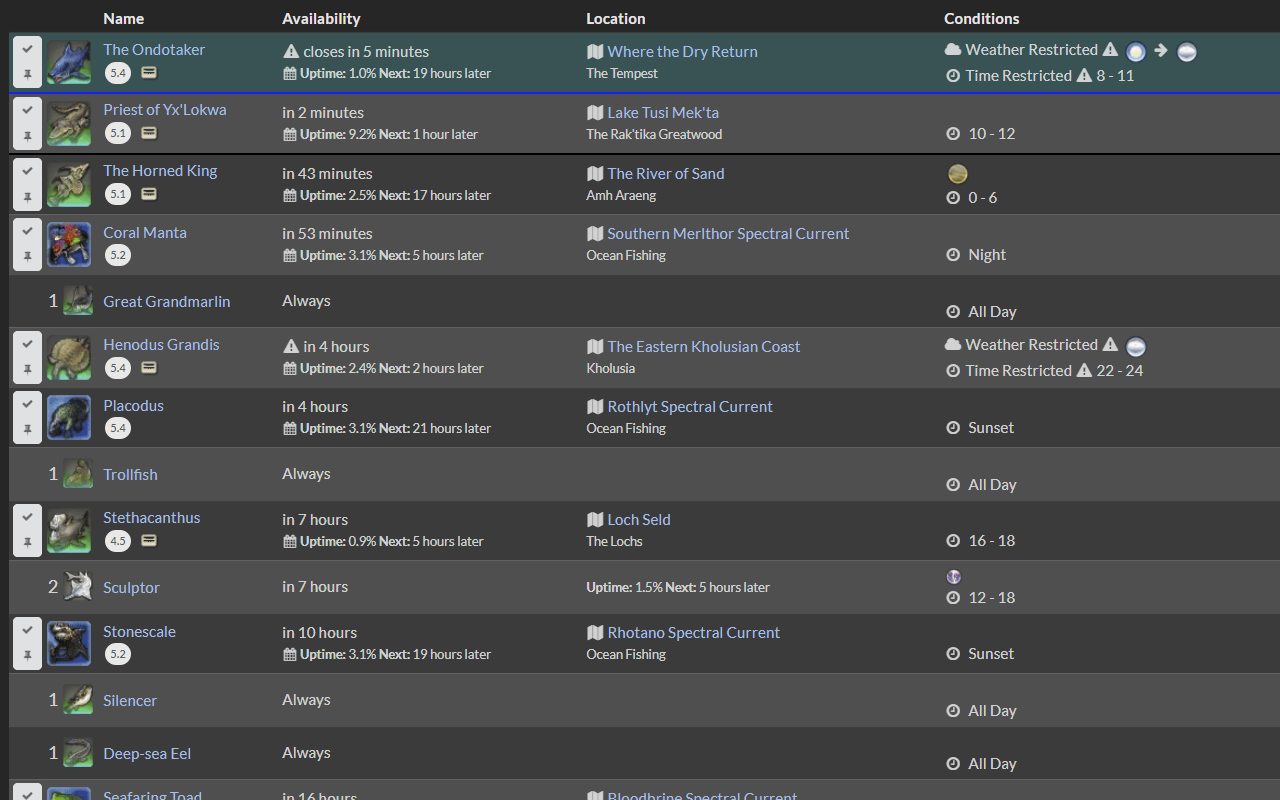 Name Availability Location Conditions
The Ondotaker closes in 5 minutes Where the Dry Return Weather Restricted
5.4 Uptime: 1.0% Next: 19 hours later The Tempest Time Restricted 8 - 11
Priest of Yx'Lokwa in 2 minutes Lake Tusi Mek'ta
5.1 Uptime: 9.2% Next: 1 hour later The Rak'tika Greatwood 10 - 12
The Horned King in 43 minutes The River of Sand
5.1 Uptime: 2.5% Next: 17 hours later Amh Araeng 0 - 6
Coral Manta in 53 minutes Southern Merlthor Spectral Current
5.2 Uptime: 3.1% Next: 5 hours later Ocean Fishing Night
1 Great Grandmarlin Always All Day
Henodus Grandis in 4 hours The Eastern Kholusian Coast Weather Restricted
5.4 Uptime: 2.4% Next: 2 hours later Kholusia Time Restricted 22 - 24
Placodus in 4 hours Rothlyt Spectral Current
5.4 Uptime: 3.1% Next: 21 hours later Ocean Fishing Sunset
1 Trollfish Always All Day
Stethacanthus in 7 hours Loch Seld
4.5 Uptime: 0.9% Next: 5 hours later The Lochs 16 - 18
2 Sculptor in 7 hours Uptime: 1.5% Next: 5 hours later 12 - 18
Stonescale in 10 hours Rhotano Spectral Current
5.2 Uptime: 3.1% Next: 19 hours later Ocean Fishing Sunset
1 Silencer Always All Day
1 Deep-sea Eel Always All Day
Seafaring Toad in 16 hours Bloodbrine Spectral Current